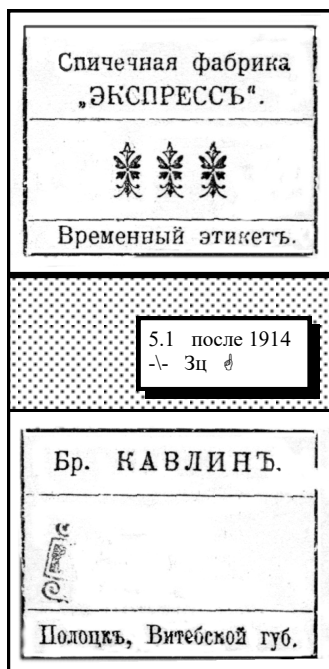 Спичечная фабрика
„ЭКСПРЕССЪ“.
Временный этикетъ.
5.1 после 1914
-\- Зц ☝
Бр. КАВЛИНЪ.
Полоцкъ, Витебской губ.